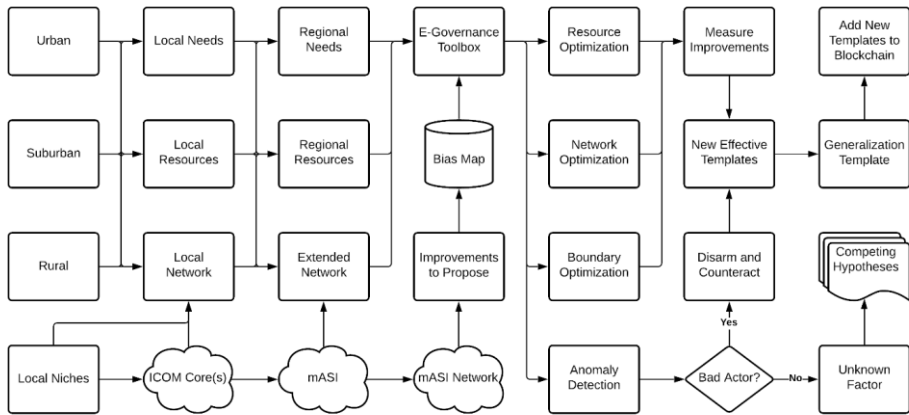 Urban
Local Needs
Regional
Needs
E-Governance
Toolbox
Resource
Optimization
Measure
Improvements
Add New
Templates to
Blockchain
Suburban
Local
Resources
Regional
Resources
Bias Map
Network
Optimization
New Effective
Templates
Generalization
Template
Rural
Local
Network
Extended
Network
Improvements
to Propose
Boundary
Optimization
Disarm and
Counteract
Competing
Hypotheses
Yes
Local Niches
ICOM Core(s)
mASI
mASI Network
Anomaly
Detection
Bad Actor?
No
Unknown
Factor